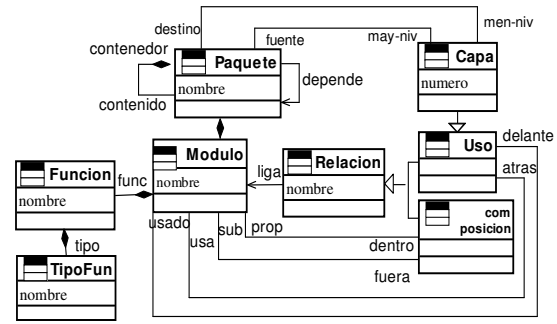 destino
men-niv
contenedor
fuente
may-niv
Paquete
Capa
nombre
depende
numero
contenido
Modulo
Uso
delante
Funcion
func
nombre
liga
Relacion
atras
nombre
nombre
usado
sub
prop
com
posicion
usa
tipo
dentro
TipoFun
fuera
nombre